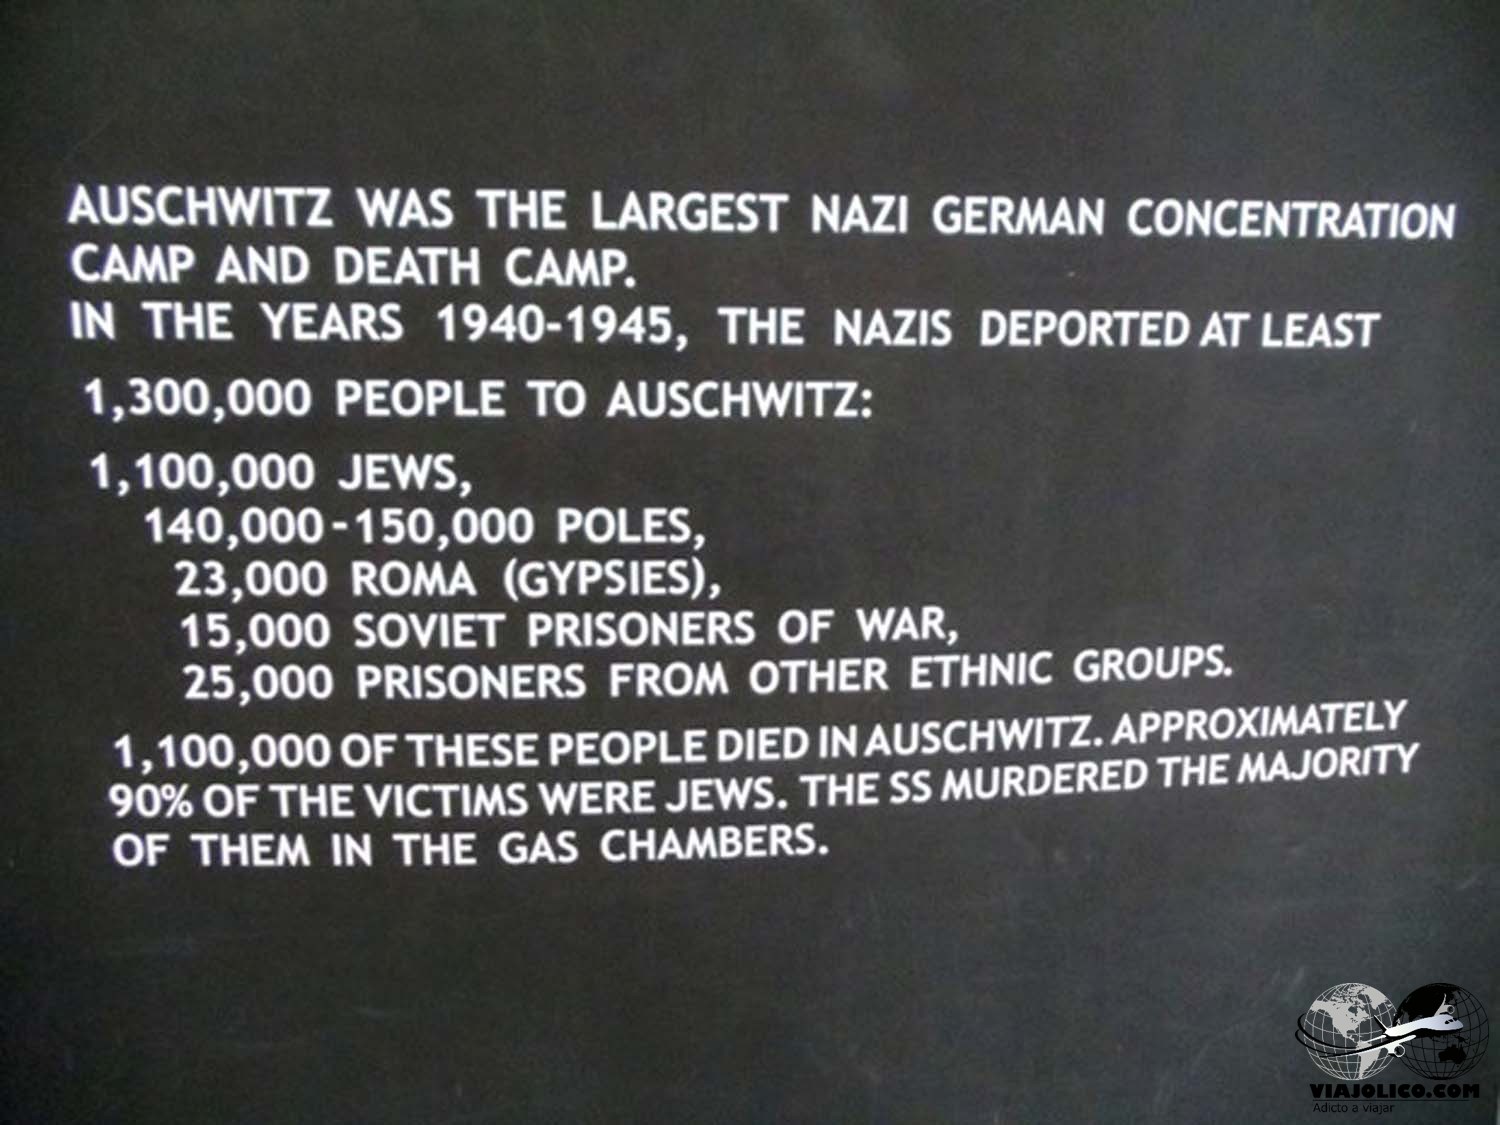 AUSCHWITZ WAS THE LARGEST NAZI GERMAN CONCENTRATION
CAMP AND DEATH CAMP.
IN THE YEARS 1940-1945, THE NAZIS DEPORTED AT LEAST
1,300,000 PEOPLE TO AUSCHWITZ:
1,100,000 JEWS,
140,000-150,000 POLES,
23,000 ROMA (GYPSIES),
15,000 SOVIET PRISONERS OF WAR,
25,000 PRISONERS FROM OTHER ETHNIC GROUPS.
1,100,000 OF THESE PEOPLE DIED IN AUSCHWITZ. APPROXIMATELY
90% OF THE VICTIMS WERE JEWS. THE SS MURDERED THE MAJORITY
OF THEM IN THE GAS CHAMBERS.
VIAJOLICO.COM
Adicto a viajar